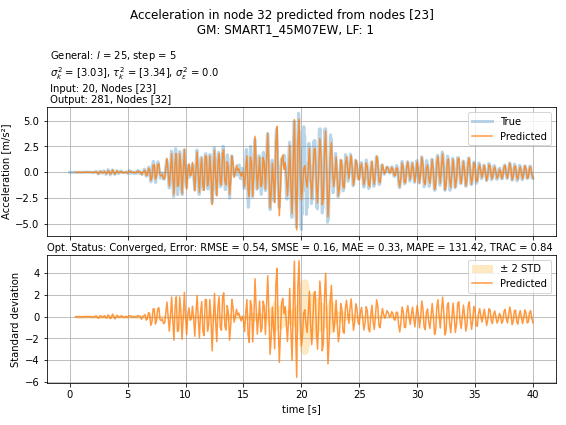 Acceleration in node 32 predicted from nodes [23]
GM: SMART1_45M07EW, LF: 1
General: l = 25, step = 5
σ²ₖ = [3.03], τ²ₖ = [3.34], σ²ε = 0.0
Input: 20, Nodes [23]
Output: 281, Nodes [32]
Acceleration [m/s²]
5.0
2.5
0.0
−2.5
−5.0
True
Predicted
Opt. Status: Converged, Error: RMSE = 0.54, SMSE = 0.16, MAE = 0.33, MAPE = 131.42, TRAC = 0.84
Standard deviation
4
2
0
−2
−4
−6
± 2 STD
Predicted
0 5 10 15 20 25 30 35 40
time [s]